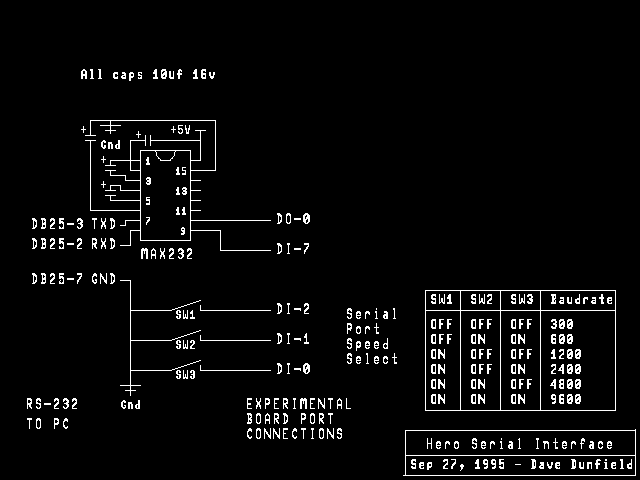 All caps 10uf 16v
+
+5V
+
Gnd
+
1
15
3
+
13
5
11
DB25-3 TXD
7
DO-0
DB25-2 RXD
9
DI-7
MAX232
DB25-7 GND
SW1
DI-2
SW2
DI-1
SW3
DI-0
Gnd
Serial
Port
Speed
Select
SW1 SW2 SW3 Baudrate
OFF OFF OFF 300
OFF ON ON 600
ON OFF OFF 1200
ON OFF ON 2400
ON ON OFF 4800
ON ON ON 9600
RS-232
TO PC
EXPERIMENTAL
BOARD PORT
CONNECTIONS
Hero Serial Interface
Sep 27, 1995 - Dave Dunfield